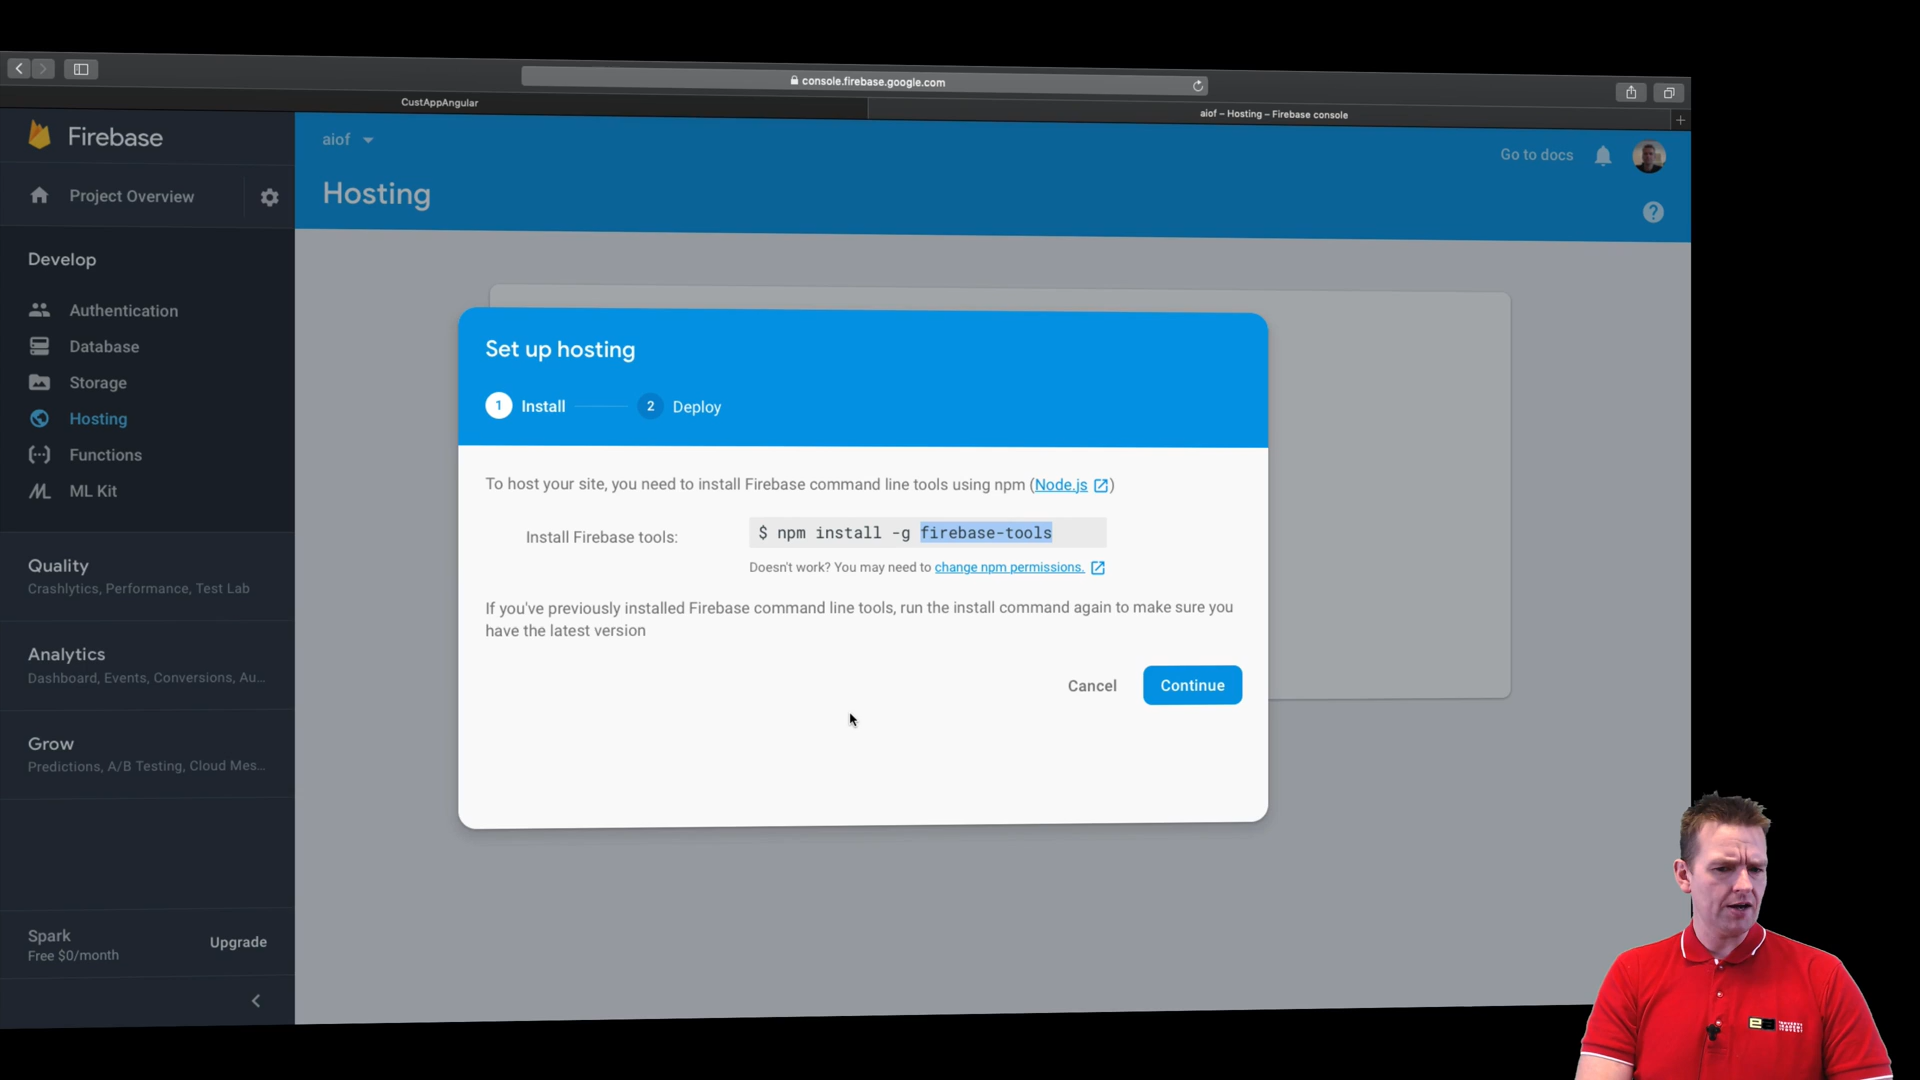 console.firebase.google.com
CustAppAngular
aiof – Hosting – Firebase console
Firebase
aiof
Go to docs
Project Overview
Hosting
Develop
Authentication
Database
Storage
Hosting
Functions
ML Kit
Set up hosting
1 Install 2 Deploy
To host your site, you need to install Firebase command line tools using npm (Node.js)
Install Firebase tools: $ npm install -g firebase-tools
Doesn't work? You may need to change npm permissions.
If you've previously installed Firebase command line tools, run the install command again to make sure you
have the latest version
Cancel Continue
Quality
Crashlytics, Performance, Test Lab
Analytics
Dashboard, Events, Conversions, Au...
Grow
Predictions, A/B Testing, Cloud Mes...
Spark
Free $0/month
Upgrade